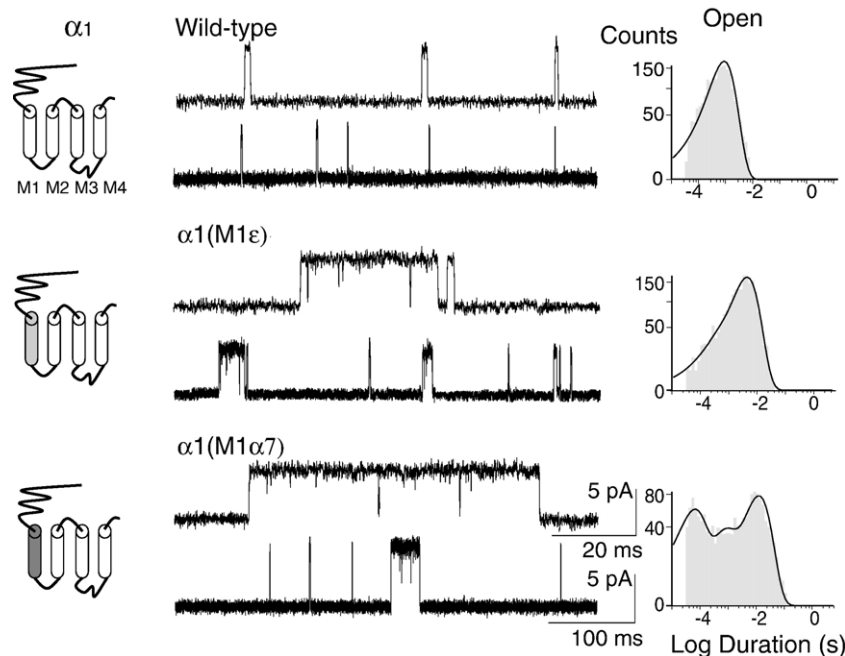 α1
Wild-type
Open
Counts
150
50
0
-4 -2 0
M1 M2 M3 M4
α1(M1ε)
150
50
0
-4 -2 0
α1(M1α7)
5 pA
20 ms
5 pA
100 ms
80
40
0
-4 -2 0
Log Duration (s)